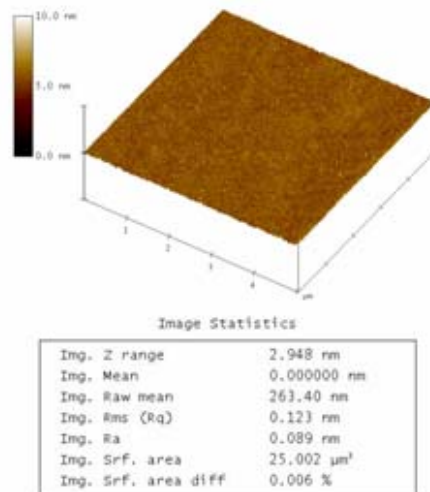 10.0 nm
5.0 nm
0.0 nm
1
2
3
4
µm
Image Statistics
Img. Z range 2.948 nm
Img. Mean 0.000000 nm
Img. Raw mean 263.40 nm
Img. Rms (Rq) 0.123 nm
Img. Ra 0.089 nm
Img. Srf. area 25.002 µm²
Img. Srf. area diff 0.006 %